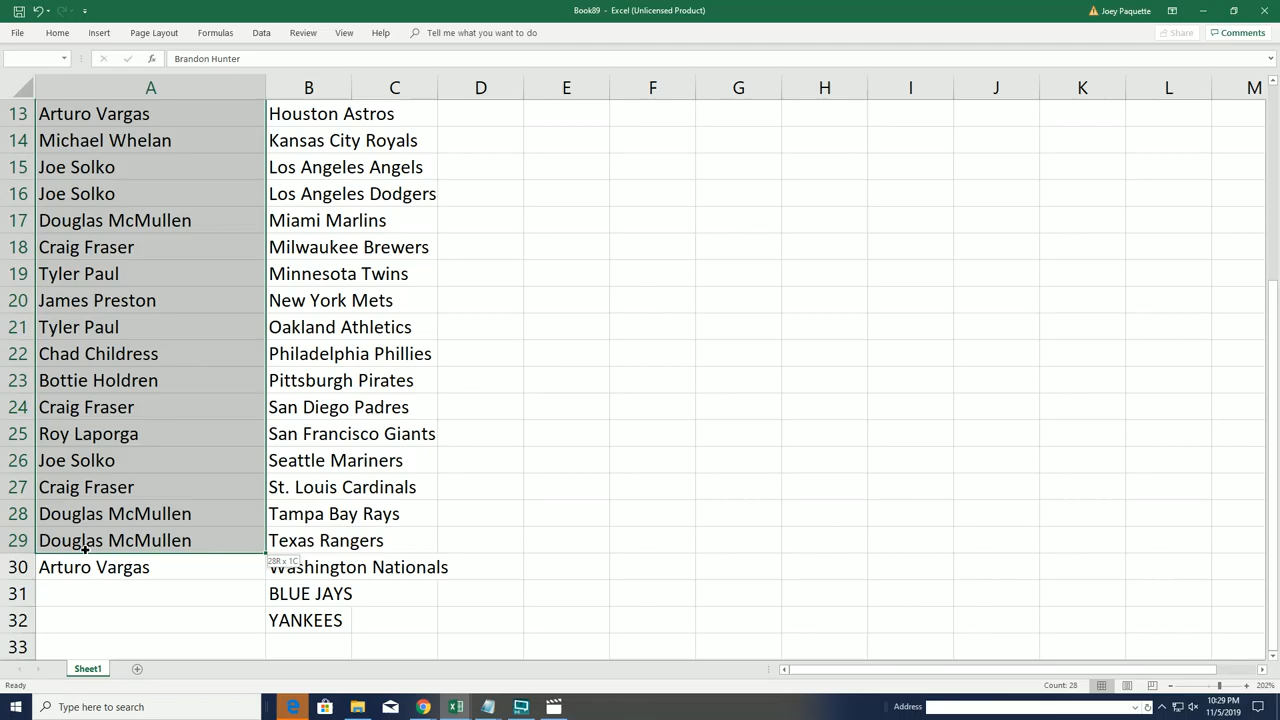 Book89 - Excel (Unlicensed Product)
Joey Paquette
File Home Insert Page Layout Formulas Data Review View Help Tell me what you want to do Share Comments
fx Brandon Hunter
A B C D E F G H I J K L M
13 Arturo Vargas Houston Astros
14 Michael Whelan Kansas City Royals
15 Joe Solko Los Angeles Angels
16 Joe Solko Los Angeles Dodgers
17 Douglas McMullen Miami Marlins
18 Craig Fraser Milwaukee Brewers
19 Tyler Paul Minnesota Twins
20 James Preston New York Mets
21 Tyler Paul Oakland Athletics
22 Chad Childress Philadelphia Phillies
23 Bottie Holdren Pittsburgh Pirates
24 Craig Fraser San Diego Padres
25 Roy Laporga San Francisco Giants
26 Joe Solko Seattle Mariners
27 Craig Fraser St. Louis Cardinals
28 Douglas McMullen Tampa Bay Rays
29 Douglas McMullen Texas Rangers
28R x 1C
30 Arturo Vargas Washington Nationals
31 BLUE JAYS
32 YANKEES
33
Sheet1
Ready Count: 28 202%
Type here to search Address 10:29 PM
11/5/2019